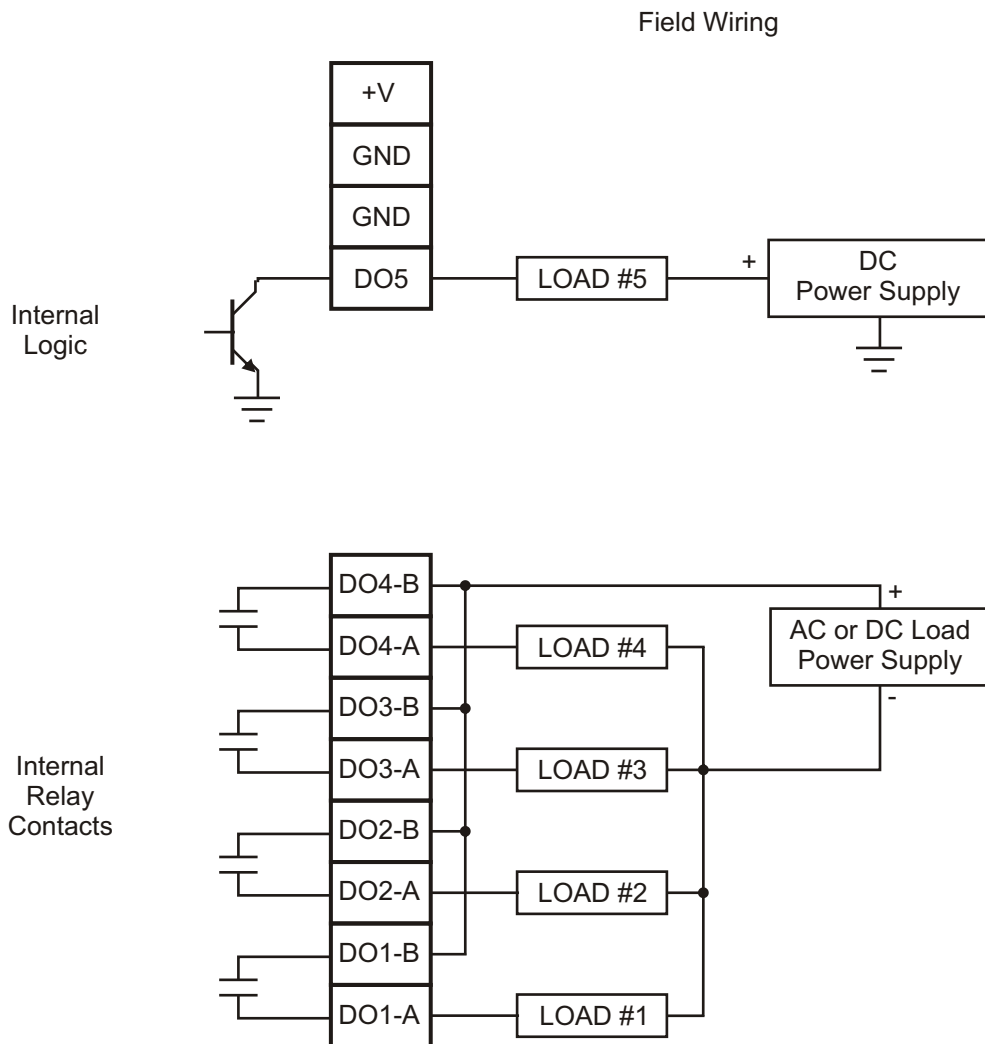 Field Wiring
+V
GND
GND
DO5
LOAD #5
+
DC
Power Supply
Internal
Logic
DO4-B
+
AC or DC Load
Power Supply
-
DO4-A
LOAD #4
DO3-B
DO3-A
LOAD #3
Internal
Relay
Contacts
DO2-B
DO2-A
LOAD #2
DO1-B
DO1-A
LOAD #1